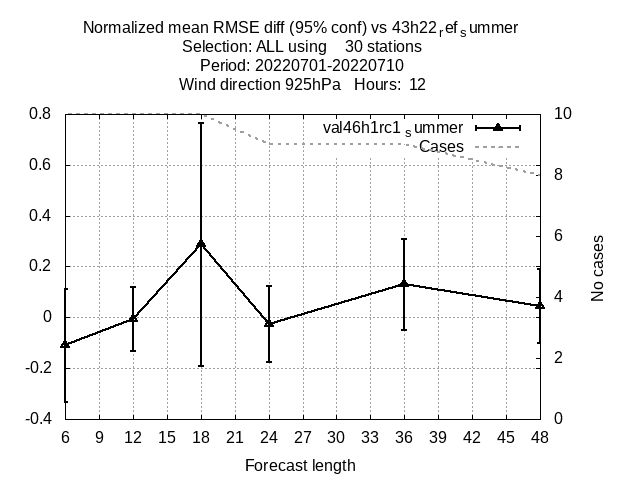 Normalized mean RMSE diff (95% conf) vs 43h22ref summer
Selection: ALL using    30 stations
Period: 20220701-20220710
Wind direction 925hPa   Hours:  12
0.8
0.6
0.4
0.2
0
-0.2
-0.4
val46h1rc1summer
Cases
10
8
6
4
2
0
No cases
6 9 12 15 18 21 24 27 30 33 36 39 42 45 48
Forecast length